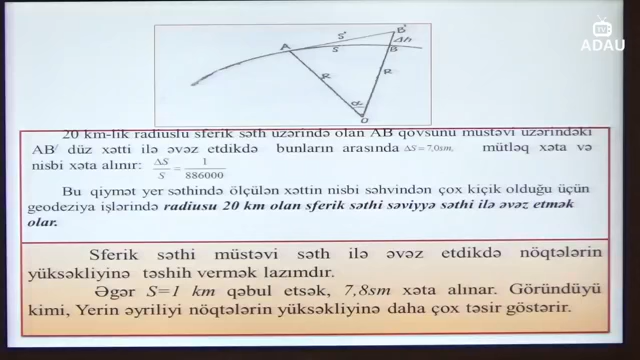 TV
ADAU
B'
S'
Δh
A
S
B
R
R
α
O
20 km-lik radiuslu sferik səth üzərində olan AB qövsünü müstəvi üzərindəki
AB/ düz xətti ilə əvəz etdikdə bunların arasında ΔS=7,0sm, mütləq xəta və
nisbi xəta alınır: ΔS/S = 1/886000
Bu qiymət yer səthində ölçülən xəttin nisbi səhvindən çox kiçik olduğu üçün
geodeziya işlərində radiusu 20 km olan sferik səthi səviyyə səthi ilə əvəz etmək
olar.
Sferik səthi müstəvi səth ilə əvəz etdikdə nöqtələrin
yüksəkliyinə təshih vermək lazımdır.
Əgər S=1 km qəbul etsək, 7,8sm xəta alınar. Göründüyü
kimi, Yerin əyriliyi nöqtələrin yüksəkliyinə daha çox təsir göstərir.